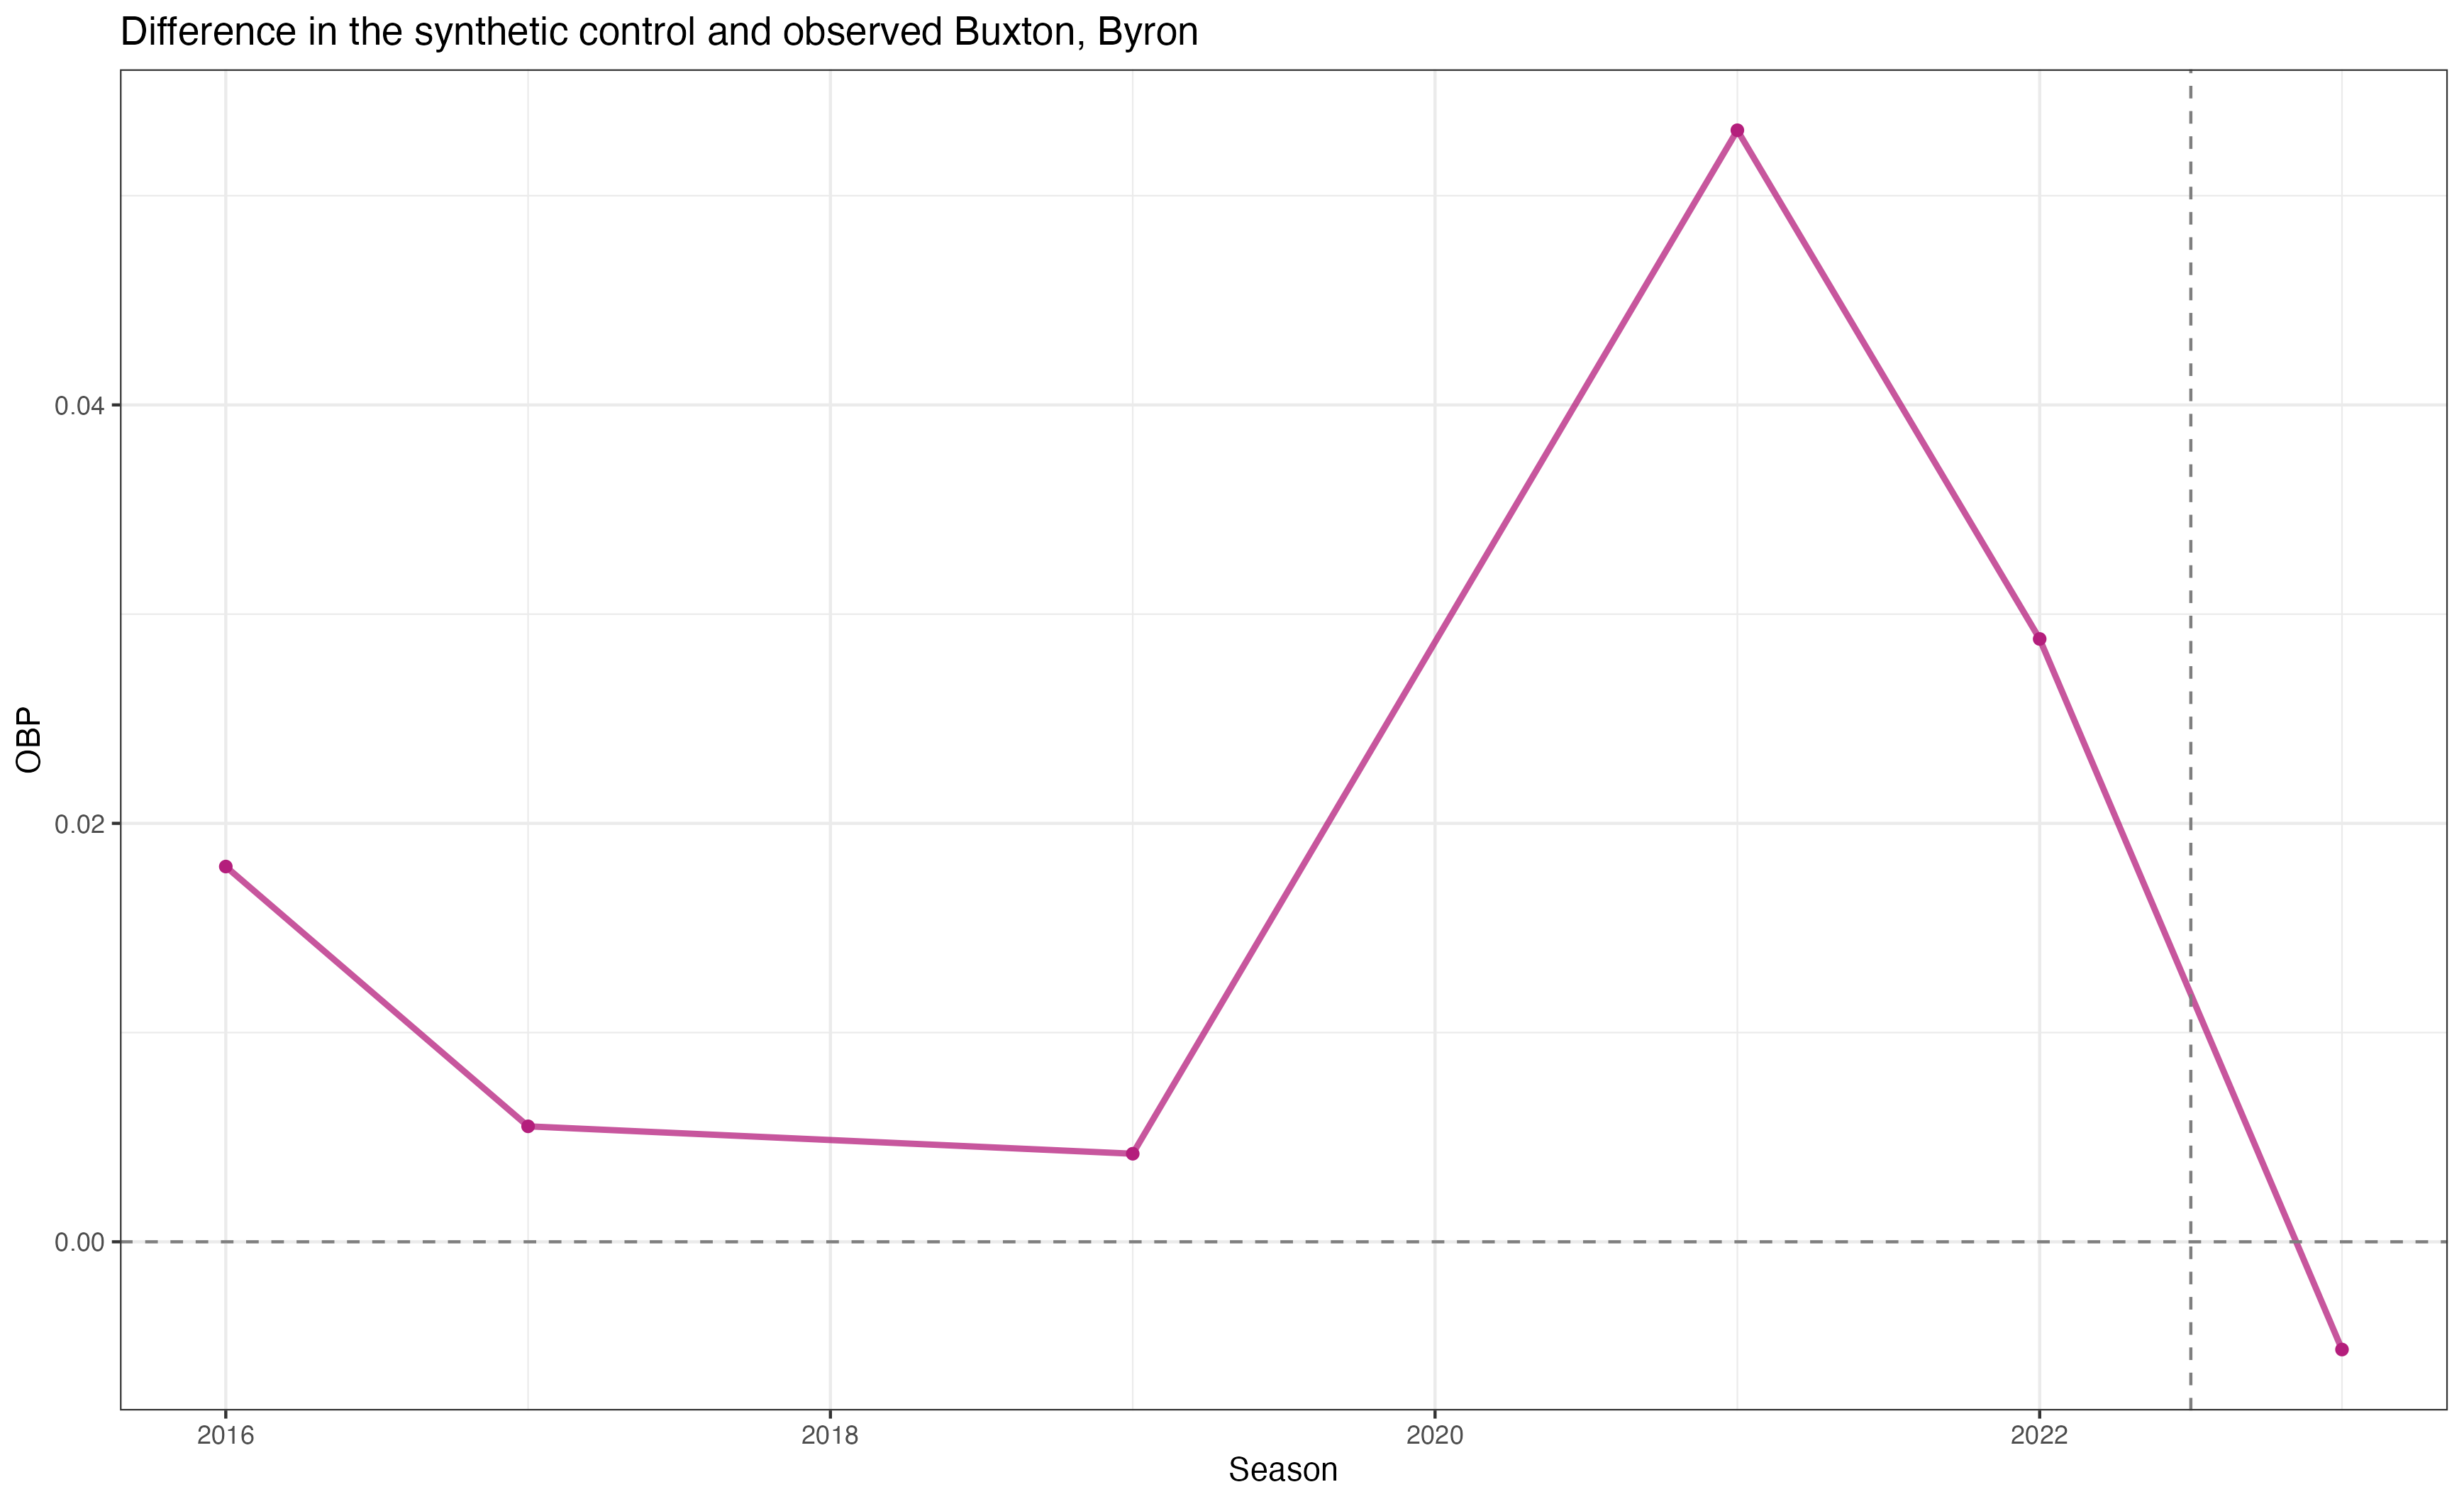 Difference in the synthetic control and observed Buxton, Byron
OBP
0.04
0.02
0.00
2016
2018
2020
2022
Season